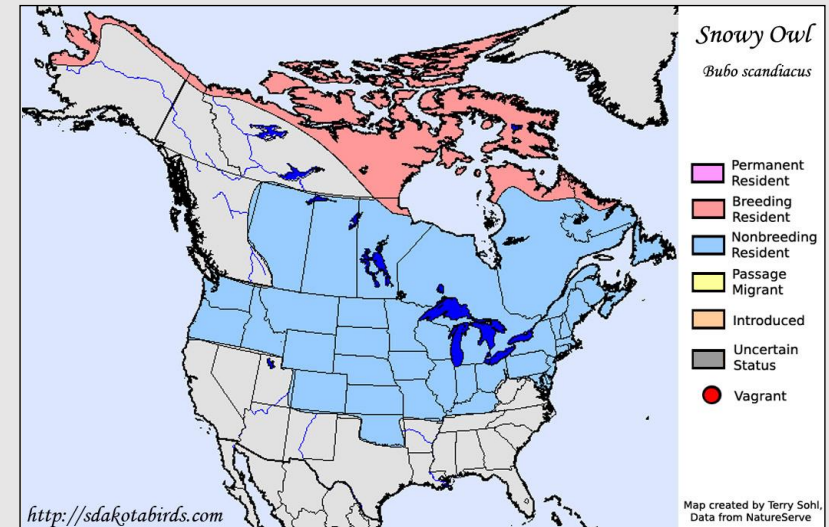 Snowy Owl
Bubo scandiacus
Permanent
Resident
Breeding
Resident
Nonbreeding
Resident
Passage
Migrant
Introduced
Uncertain
Status
Vagrant
Map created by Terry Sohl,
Data from NatureServe
http://sdakotabirds.com